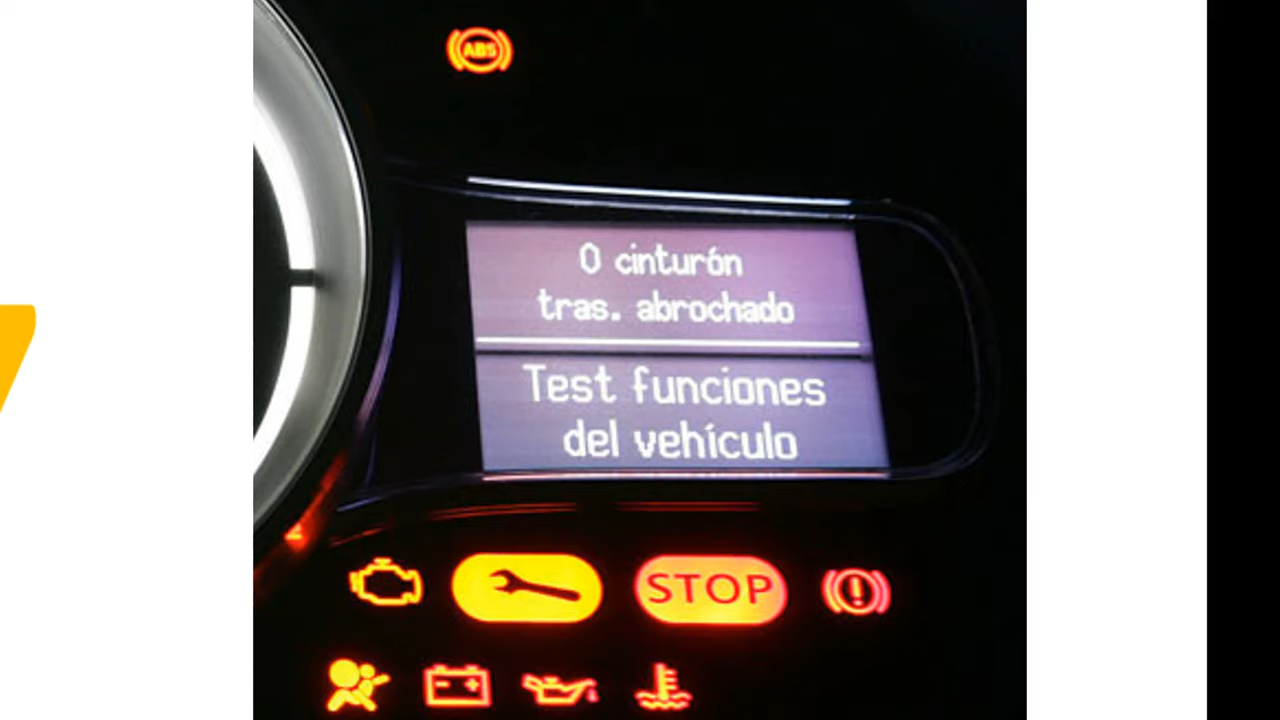 ABS
0 cinturón
tras. abrochado
Test funciones
del vehículo
STOP